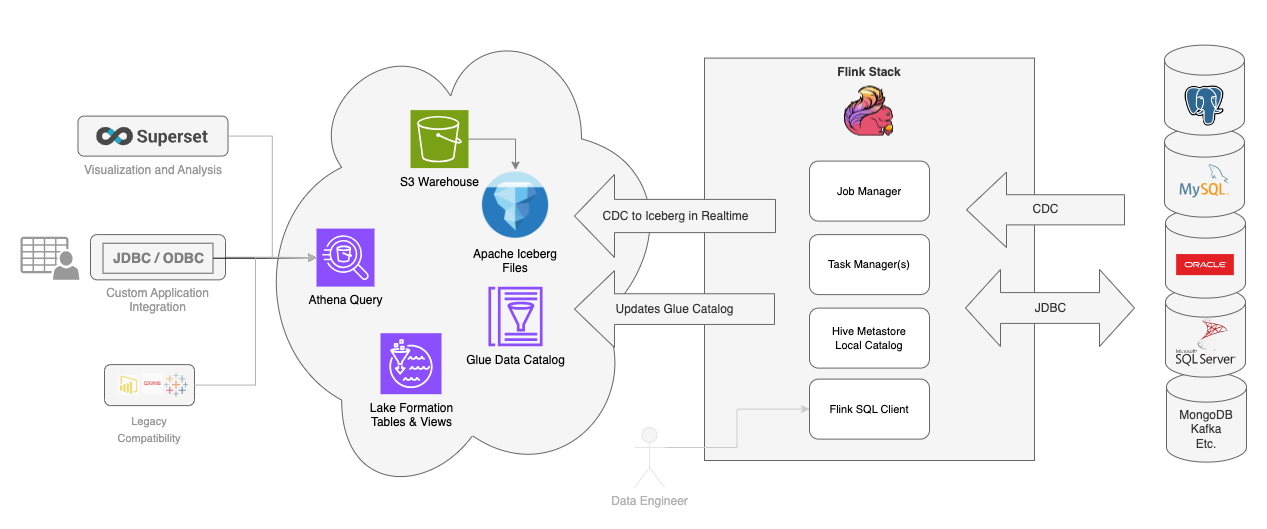 Superset
Visualization and Analysis
JDBC / ODBC
Custom Application
Integration
COGNOS
Legacy
Compatibility
S3 Warehouse
Apache Iceberg
Files
Athena Query
Glue Data Catalog
Lake Formation
Tables & Views
CDC to Iceberg in Realtime
Updates Glue Catalog
Flink Stack
Job Manager
Task Manager(s)
Hive Metastore
Local Catalog
Flink SQL Client
Data Engineer
CDC
JDBC
MySQL
ORACLE
Microsoft
SQL Server
MongoDB
Kafka
Etc.